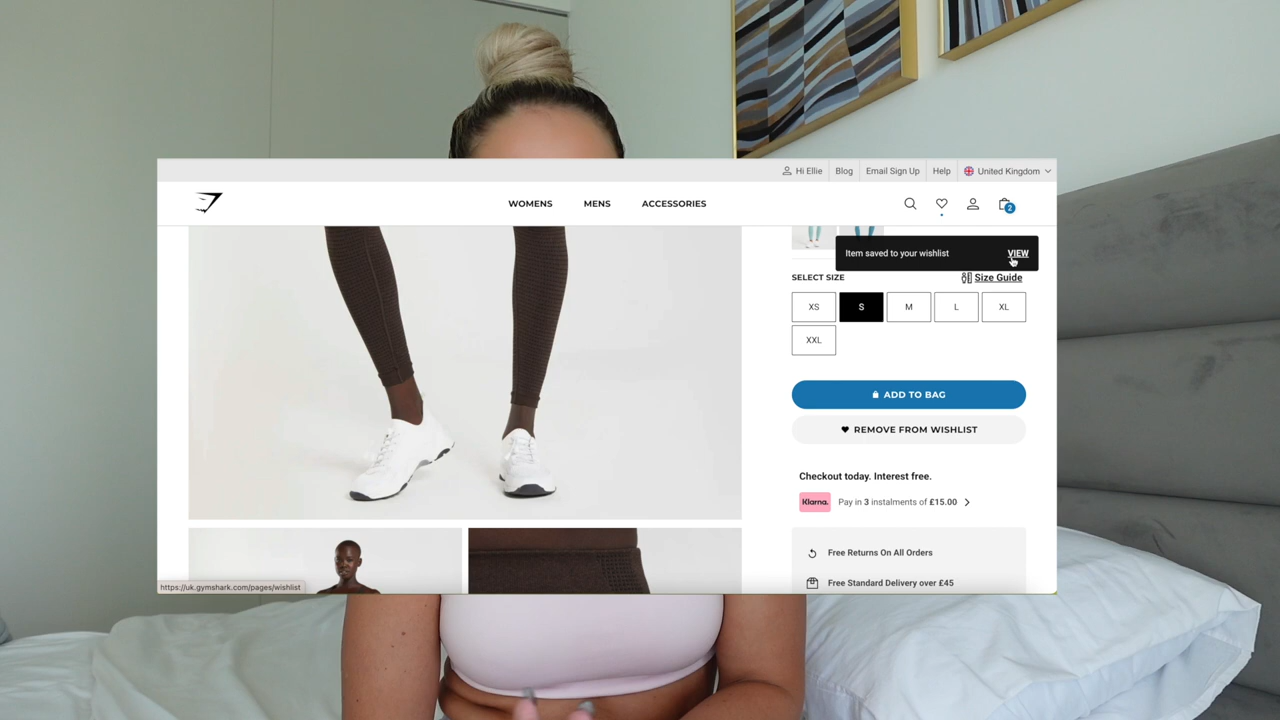 Hi Ellie
Blog
Email Sign Up
Help
United Kingdom
WOMENS
MENS
ACCESSORIES
2
Item saved to your wishlist
VIEW
SELECT SIZE
Size Guide
XS
S
M
L
XL
XXL
ADD TO BAG
REMOVE FROM WISHLIST
Checkout today. Interest free.
Klarna.
Pay in 3 instalments of £15.00
Free Returns On All Orders
Free Standard Delivery over £45
https://uk.gymshark.com/pages/wishlist